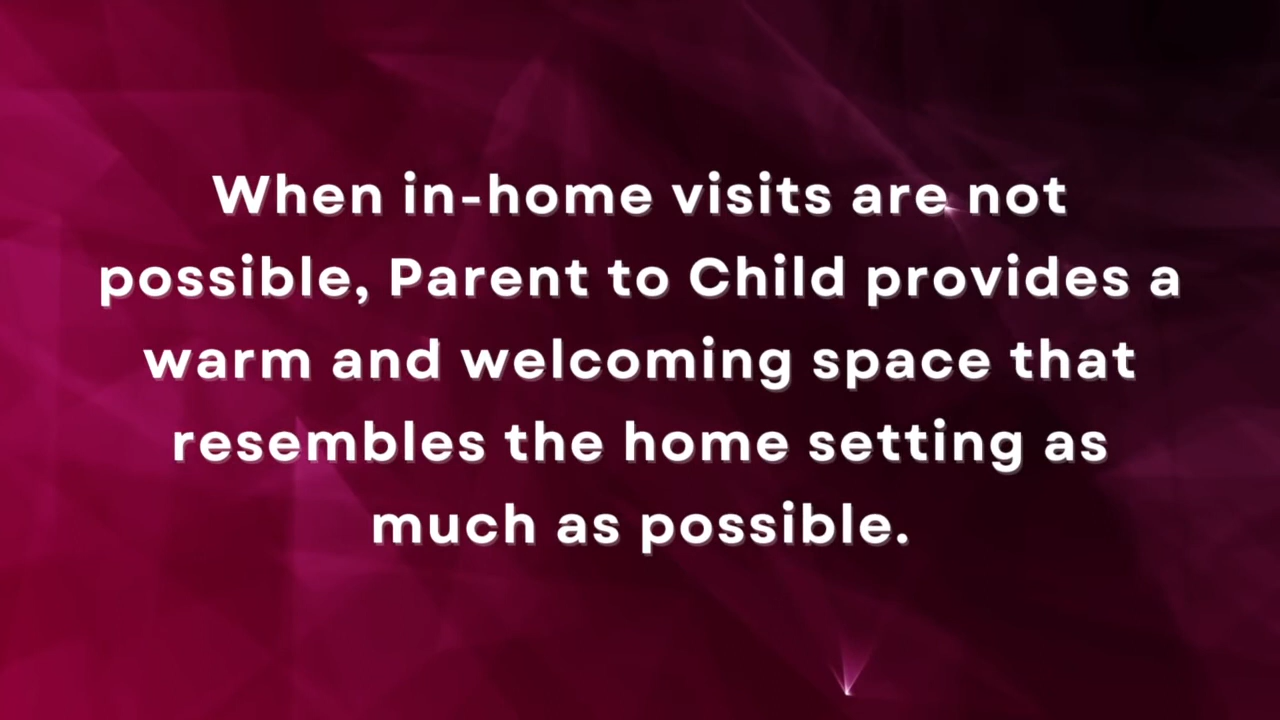 When in-home visits are not
possible, Parent to Child provides a
warm and welcoming space that
resembles the home setting as
much as possible.